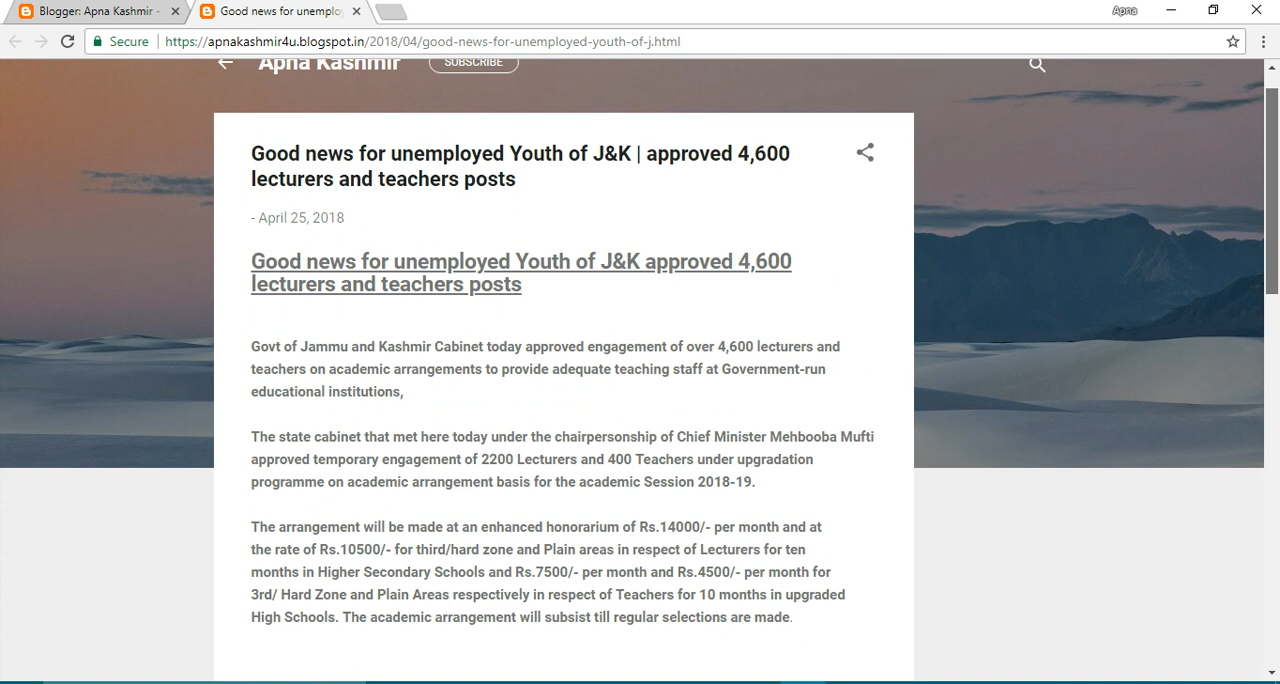 Blogger: Apna Kashmir -
Good news for unemplo
Apna
Secure
https://apnakashmir4u.blogspot.in/2018/04/good-news-for-unemployed-youth-of-j.html
Apna Kashmir
SUBSCRIBE
Good news for unemployed Youth of J&K | approved 4,600
lecturers and teachers posts
- April 25, 2018
Good news for unemployed Youth of J&K approved 4,600
lecturers and teachers posts
Govt of Jammu and Kashmir Cabinet today approved engagement of over 4,600 lecturers and
teachers on academic arrangements to provide adequate teaching staff at Government-run
educational institutions,
The state cabinet that met here today under the chairpersonship of Chief Minister Mehbooba Mufti
approved temporary engagement of 2200 Lecturers and 400 Teachers under upgradation
programme on academic arrangement basis for the academic Session 2018-19.
The arrangement will be made at an enhanced honorarium of Rs.14000/- per month and at
the rate of Rs.10500/- for third/hard zone and Plain areas in respect of Lecturers for ten
months in Higher Secondary Schools and Rs.7500/- per month and Rs.4500/- per month for
3rd/ Hard Zone and Plain Areas respectively in respect of Teachers for 10 months in upgraded
High Schools. The academic arrangement will subsist till regular selections are made.